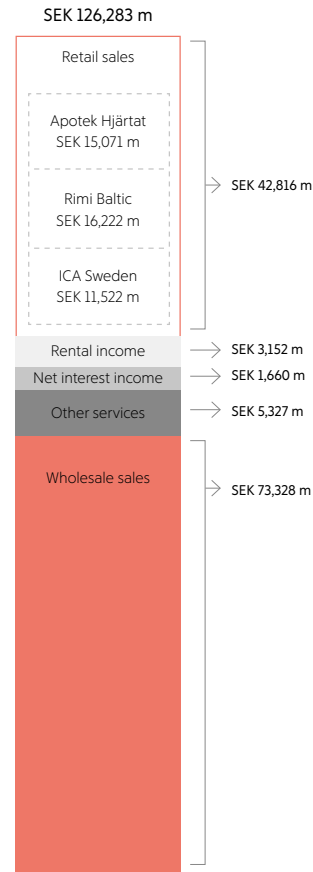 SEK 126,283 m
Retail sales
Apotek Hjärtat
SEK 15,071 m
Rimi Baltic
SEK 16,222 m
ICA Sweden
SEK 11,522 m
SEK 42,816 m
Rental income
SEK 3,152 m
Net interest income
SEK 1,660 m
Other services
SEK 5,327 m
Wholesale sales
SEK 73,328 m